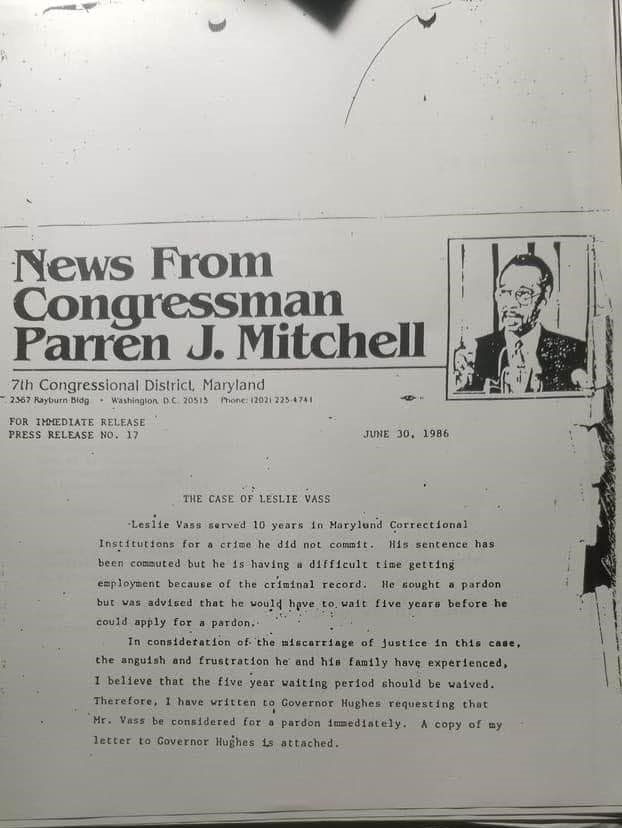 News From
Congressman
Parren J. Mitchell
7th Congressional District, Maryland
2367 Rayburn Bldg. • Washington, D.C. 20515 Phone: (202) 225-4741
FOR IMMEDIATE RELEASE
PRESS RELEASE NO. 17
JUNE 30, 1986
THE CASE OF LESLIE VASS
Leslie Vass served 10 years in Maryland Correctional
Institutions for a crime he did not commit. His sentence has
been commuted but he is having a difficult time getting
employment because of the criminal record. He sought a pardon
but was advised that he would have to wait five years before he
could apply for a pardon.
In consideration of the miscarriage of justice in this case,
the anguish and frustration he and his family have experienced,
I believe that the five year waiting period should be waived.
Therefore, I have written to Governor Hughes requesting that
Mr. Vass be considered for a pardon immediately. A copy of my
letter to Governor Hughes is attached.